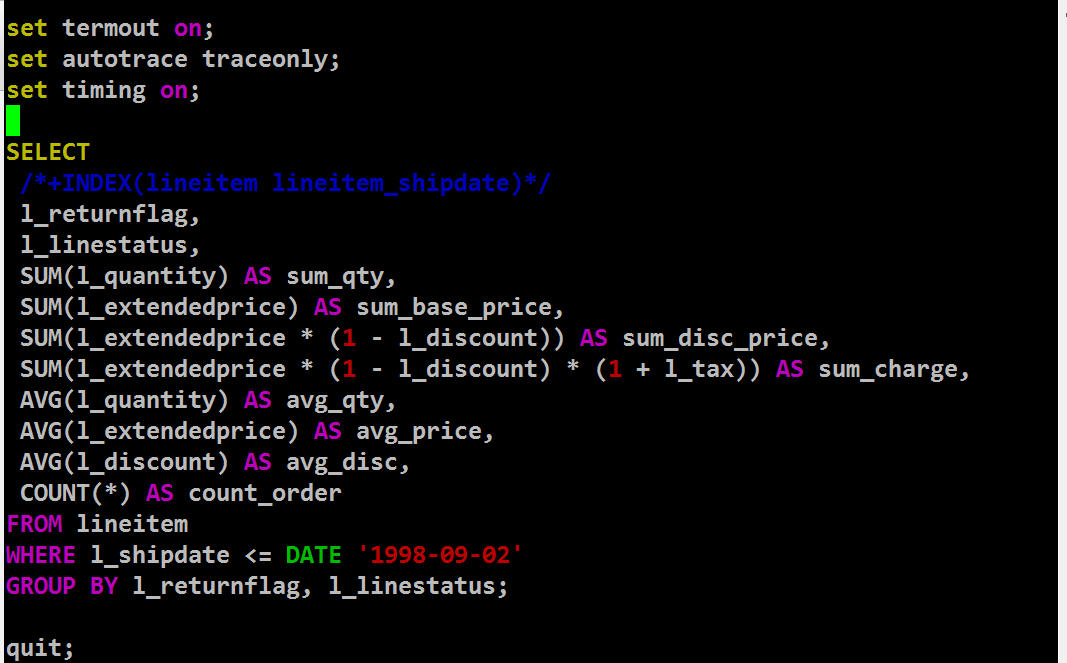 set termout on;
set autotrace traceonly;
set timing on;
SELECT
/*+INDEX(lineitem lineitem_shipdate)*/
l_returnflag,
l_linestatus,
SUM(l_quantity) AS sum_qty,
SUM(l_extendedprice) AS sum_base_price,
SUM(l_extendedprice * (1 - l_discount)) AS sum_disc_price,
SUM(l_extendedprice * (1 - l_discount) * (1 + l_tax)) AS sum_charge,
AVG(l_quantity) AS avg_qty,
AVG(l_extendedprice) AS avg_price,
AVG(l_discount) AS avg_disc,
COUNT(*) AS count_order
FROM lineitem
WHERE l_shipdate <= DATE '1998-09-02'
GROUP BY l_returnflag, l_linestatus;
quit;